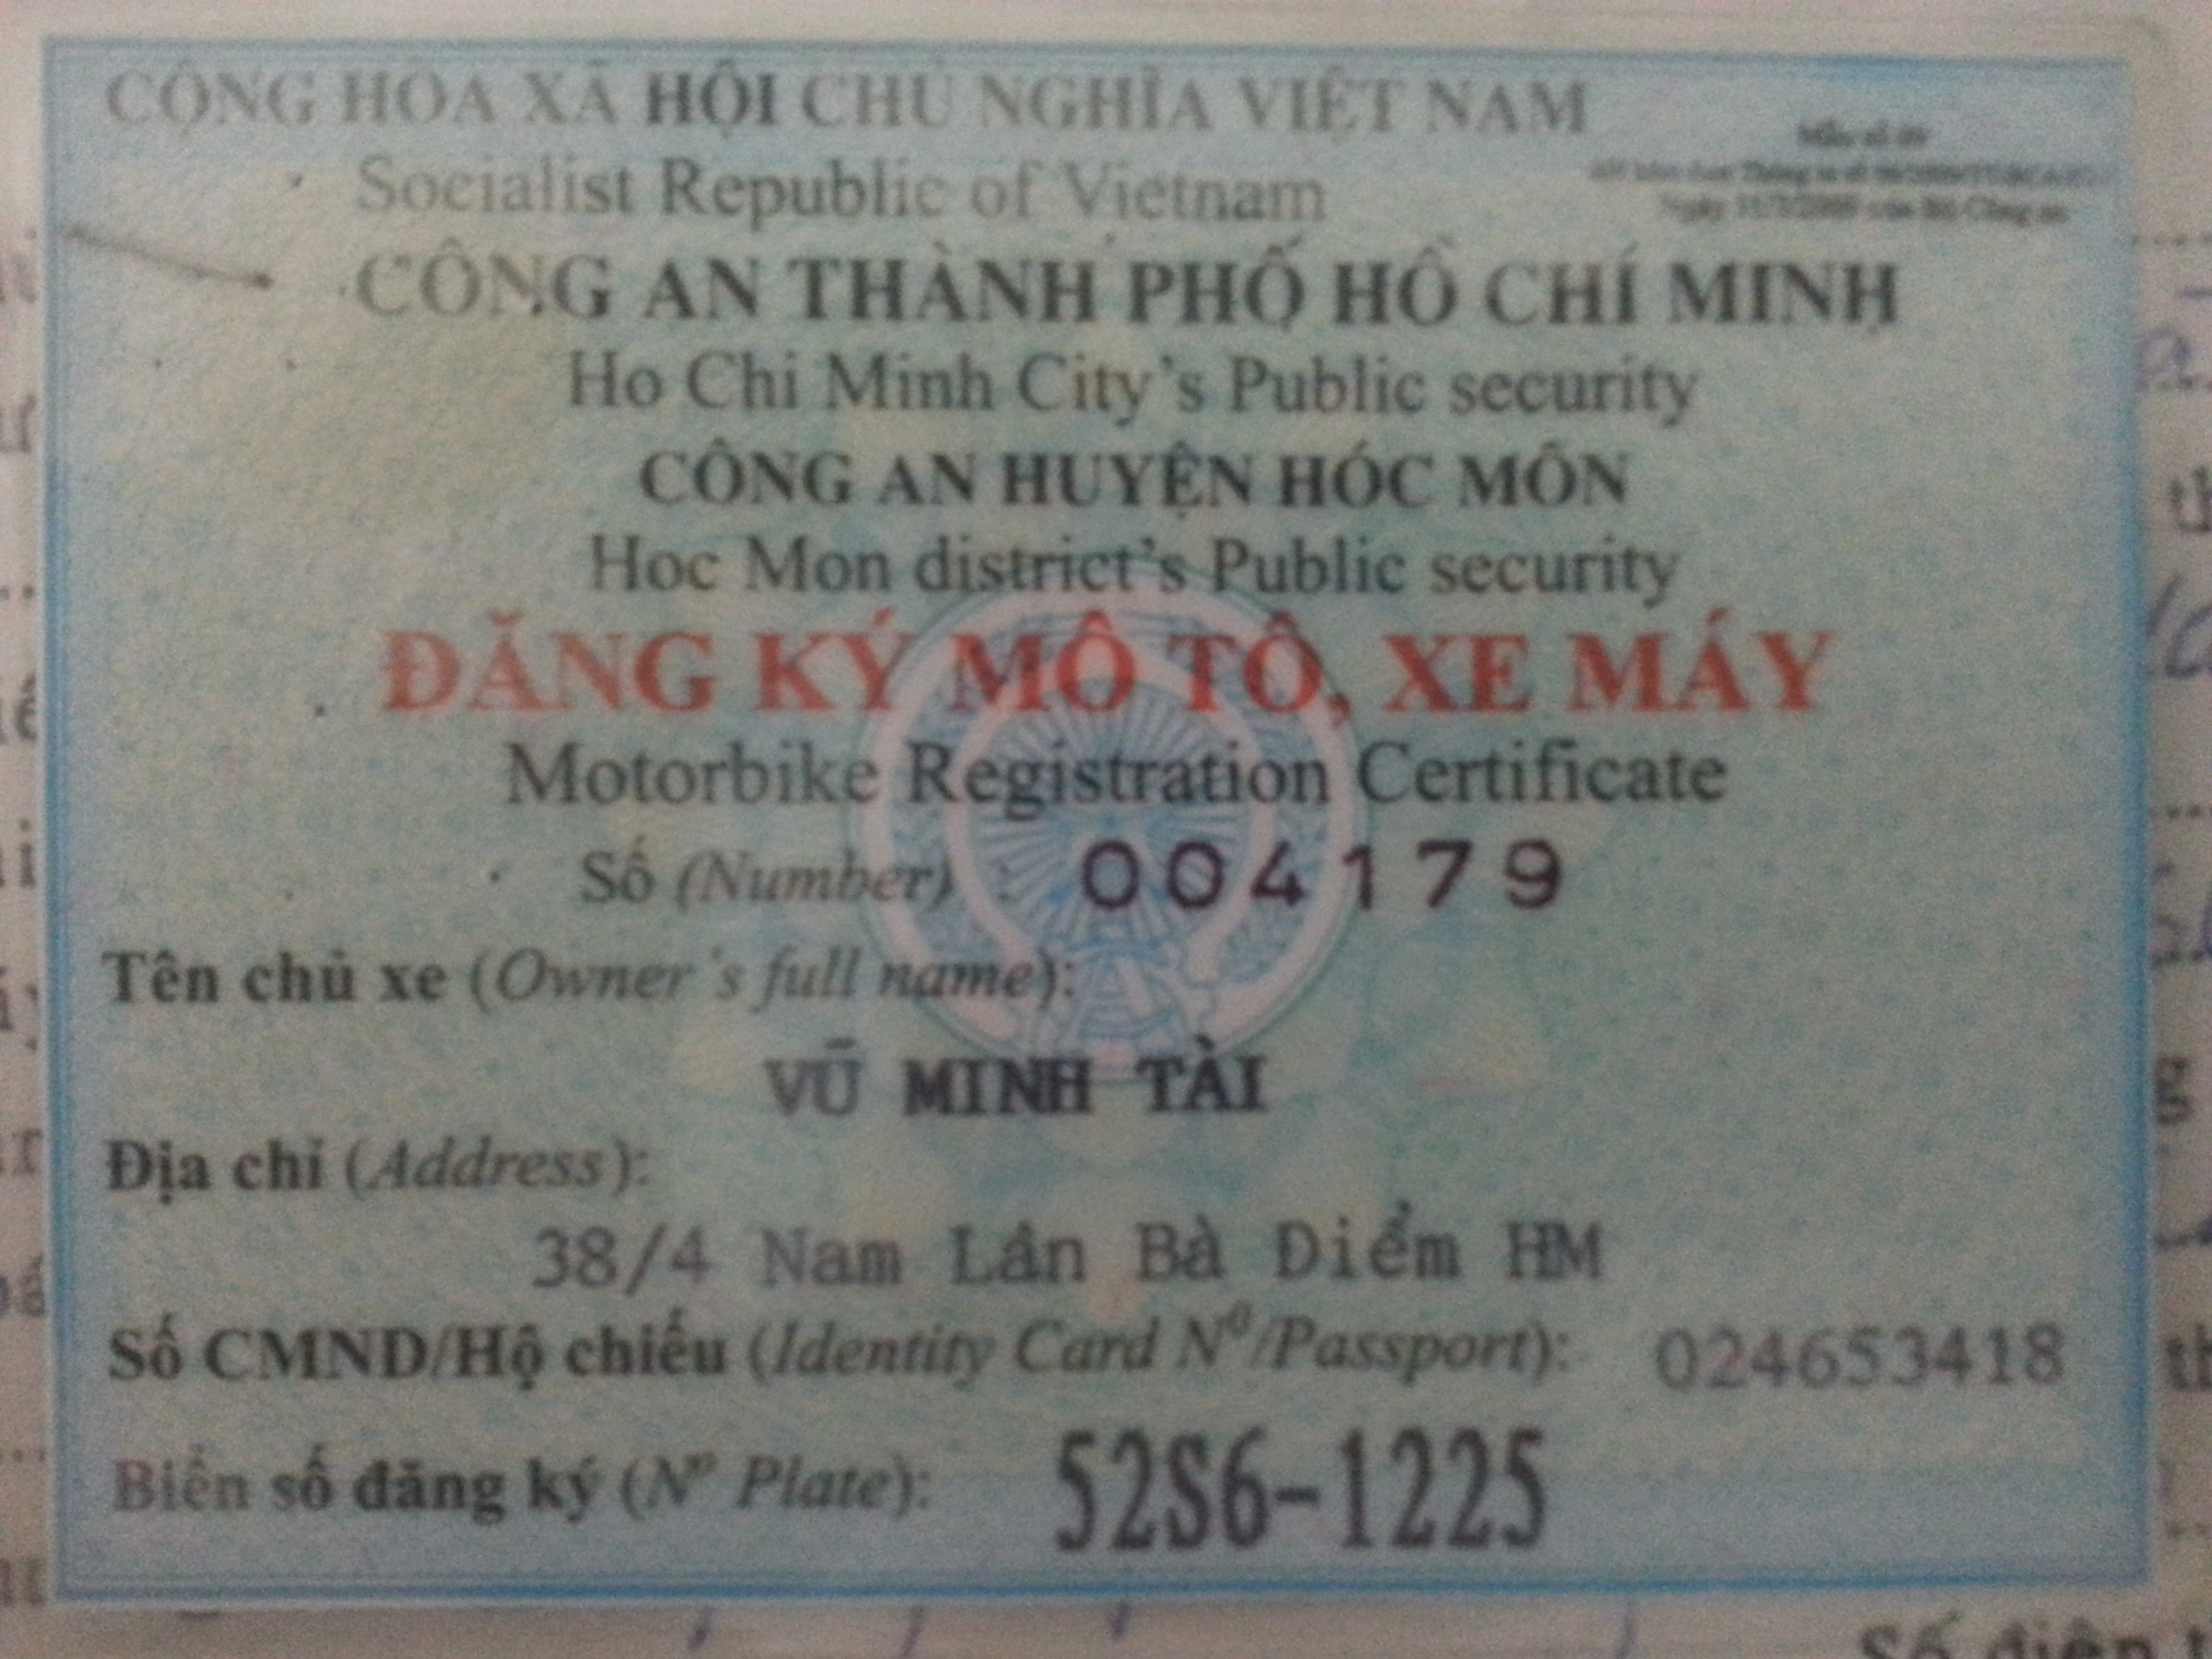 CỘNG HÒA XÃ HỘI CHỦ NGHĨA VIỆT NAM
Socialist Republic of Vietnam
CÔNG AN THÀNH PHỐ HỒ CHÍ MINH
Ho Chi Minh City's Public security
CÔNG AN HUYỆN HÓC MÔN
Hoc Mon district's Public security
ĐĂNG KÝ MÔ TÔ, XE MÁY
Motorbike Registration Certificate
Số (Number) : 004179
Tên chủ xe (Owner's full name):
VŨ MINH TÀI
Địa chỉ (Address):
38/4 Nam Lân Bà Điểm HM
Số CMND/Hộ chiếu (Identity Card Nº/Passport): 024653418
Biển số đăng ký (Nº Plate): 52S6-1225